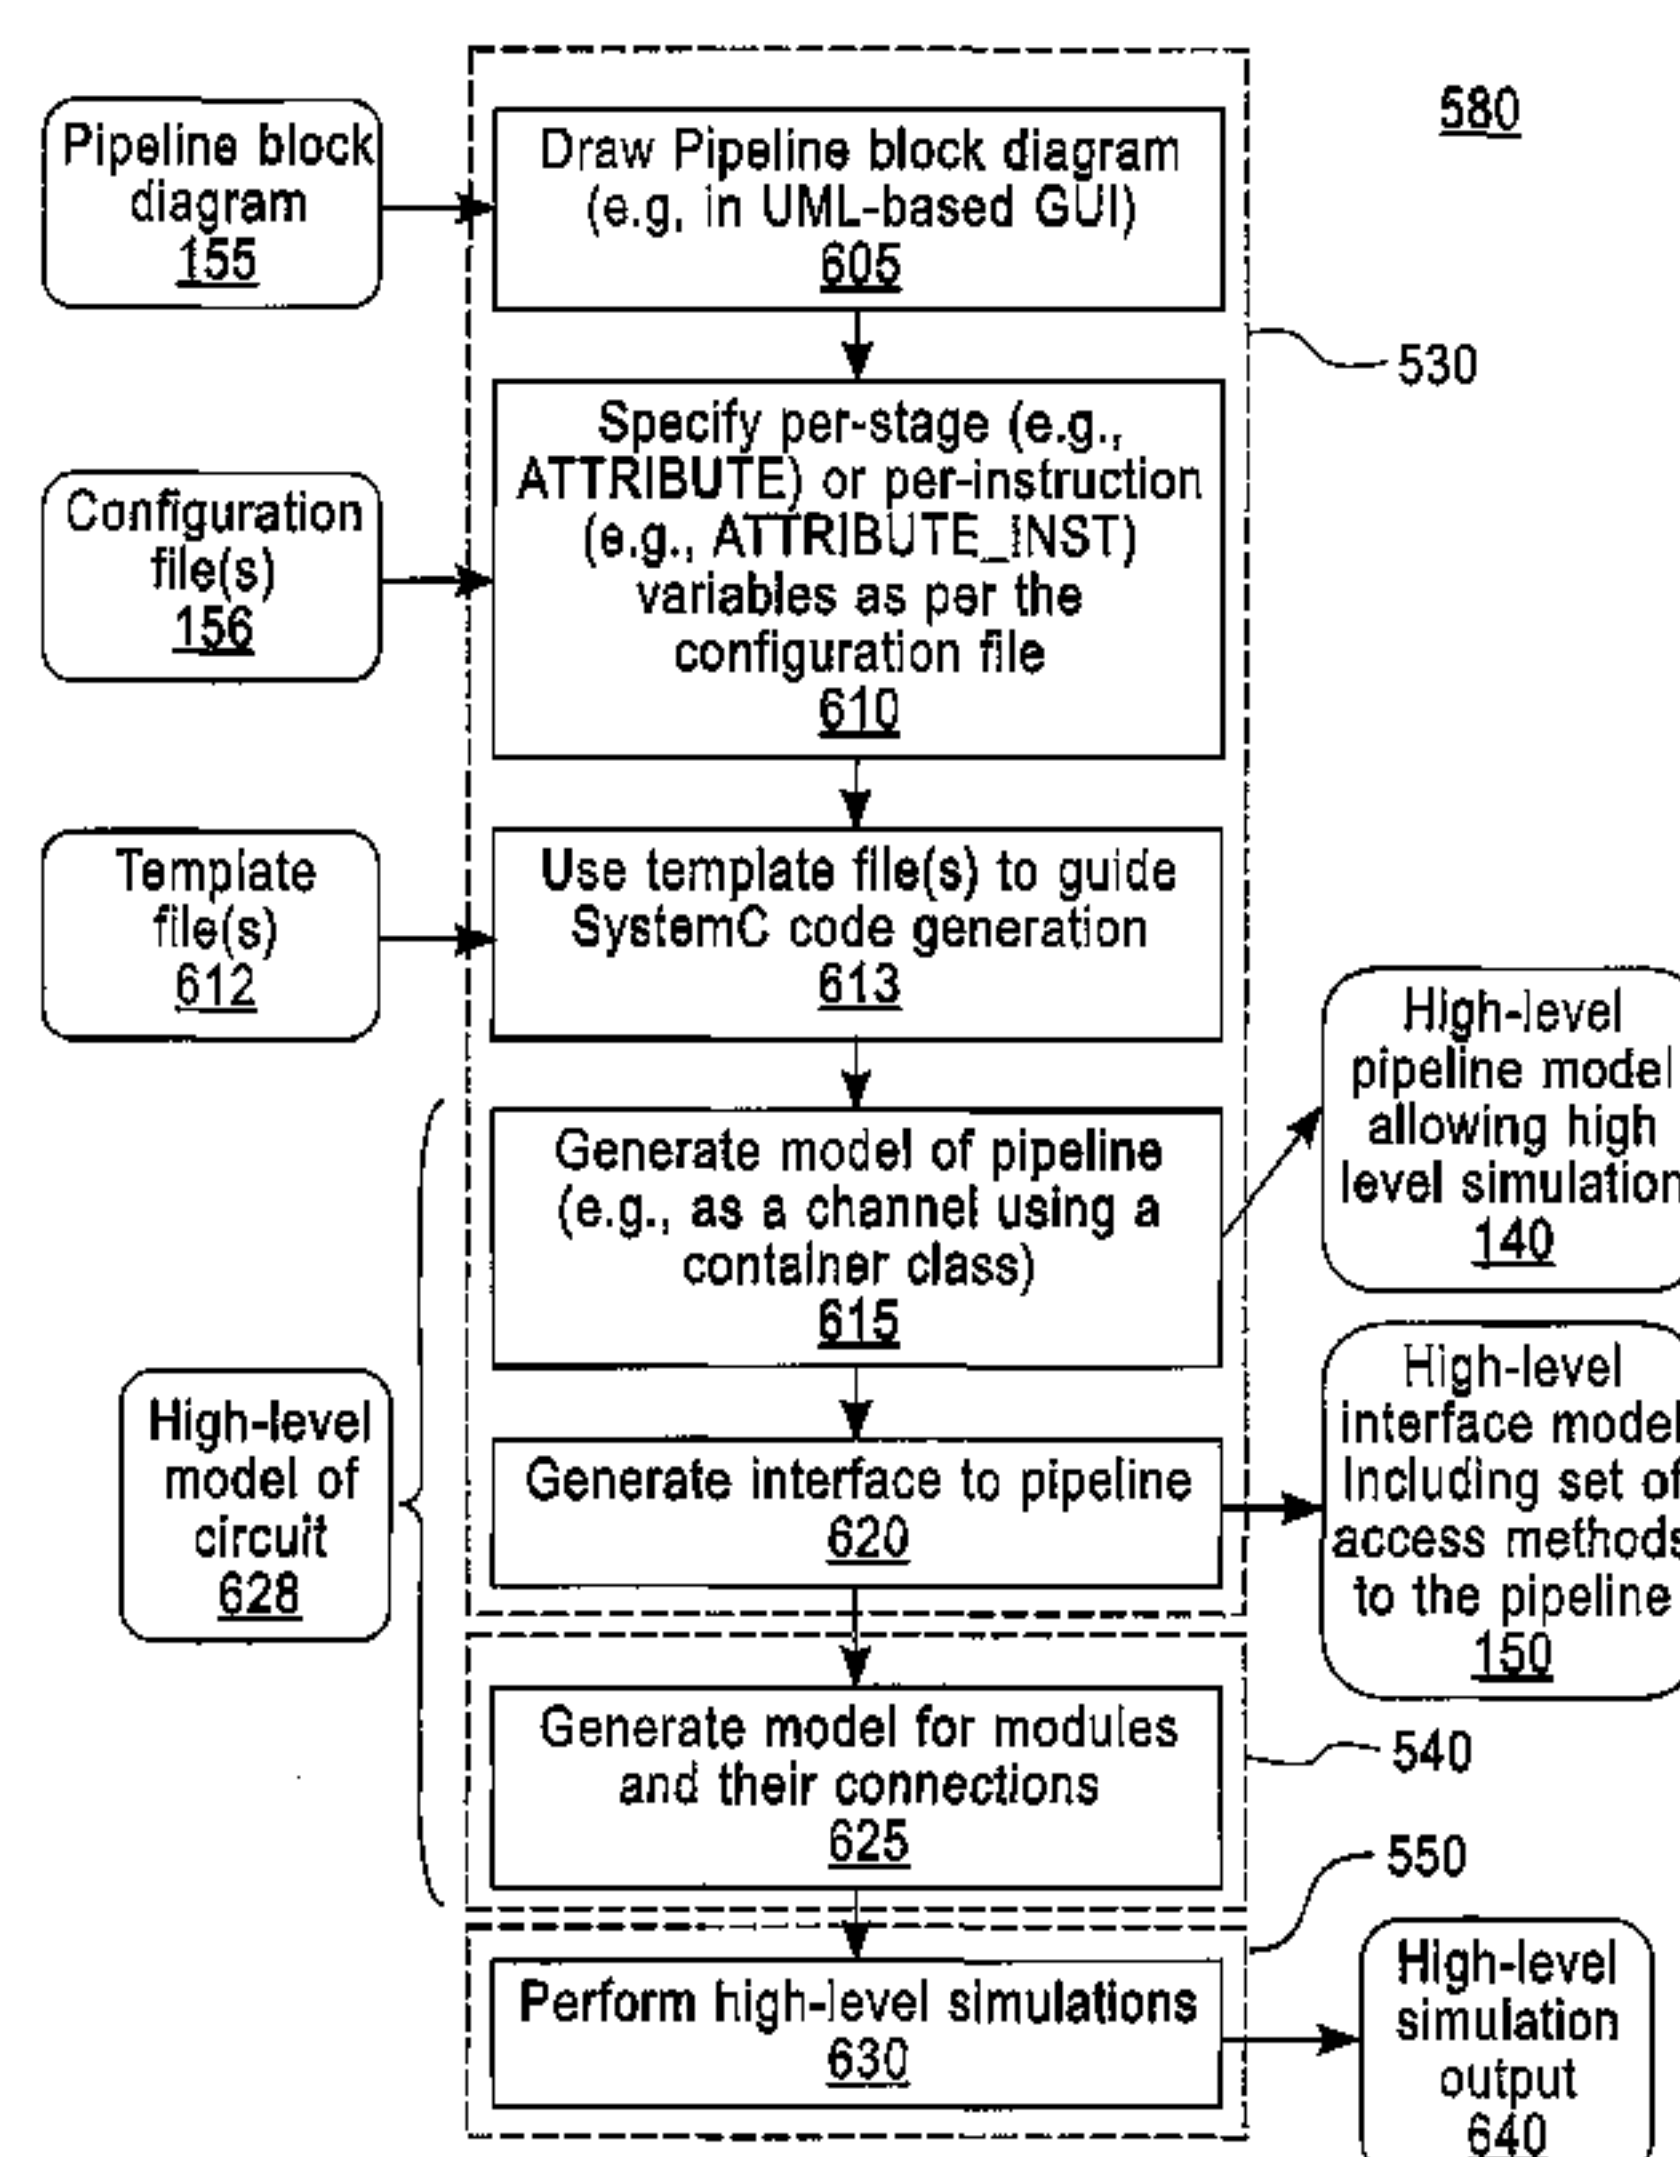 580
Pipeline block
diagram
155
Draw Pipeline block diagram
(e.g, in UML-based GUI)
605
530
Configuration
file(s)
156
Specify per-stage (e.g.,
ATTRIBUTE) or per-instruction
(e.g., ATTRIBUTE_INST)
variables as per the
configuration file
610
Template
file(s)
612
Use template file(s) to guide
SystemC code generation
613
Generate model of pipeline
(e.g., as a channel using a
container class)
615
High-level
pipeline model
allowing high
level simulation
140
High-level
model of
circuit
628
Generate interface to pipeline
620
High-level
interface model
Including set of
access methods
to the pipeline
150
Generate model for modules
and their connections
625
540
550
Perform high-level simulations
630
High-level
simulation
output
640